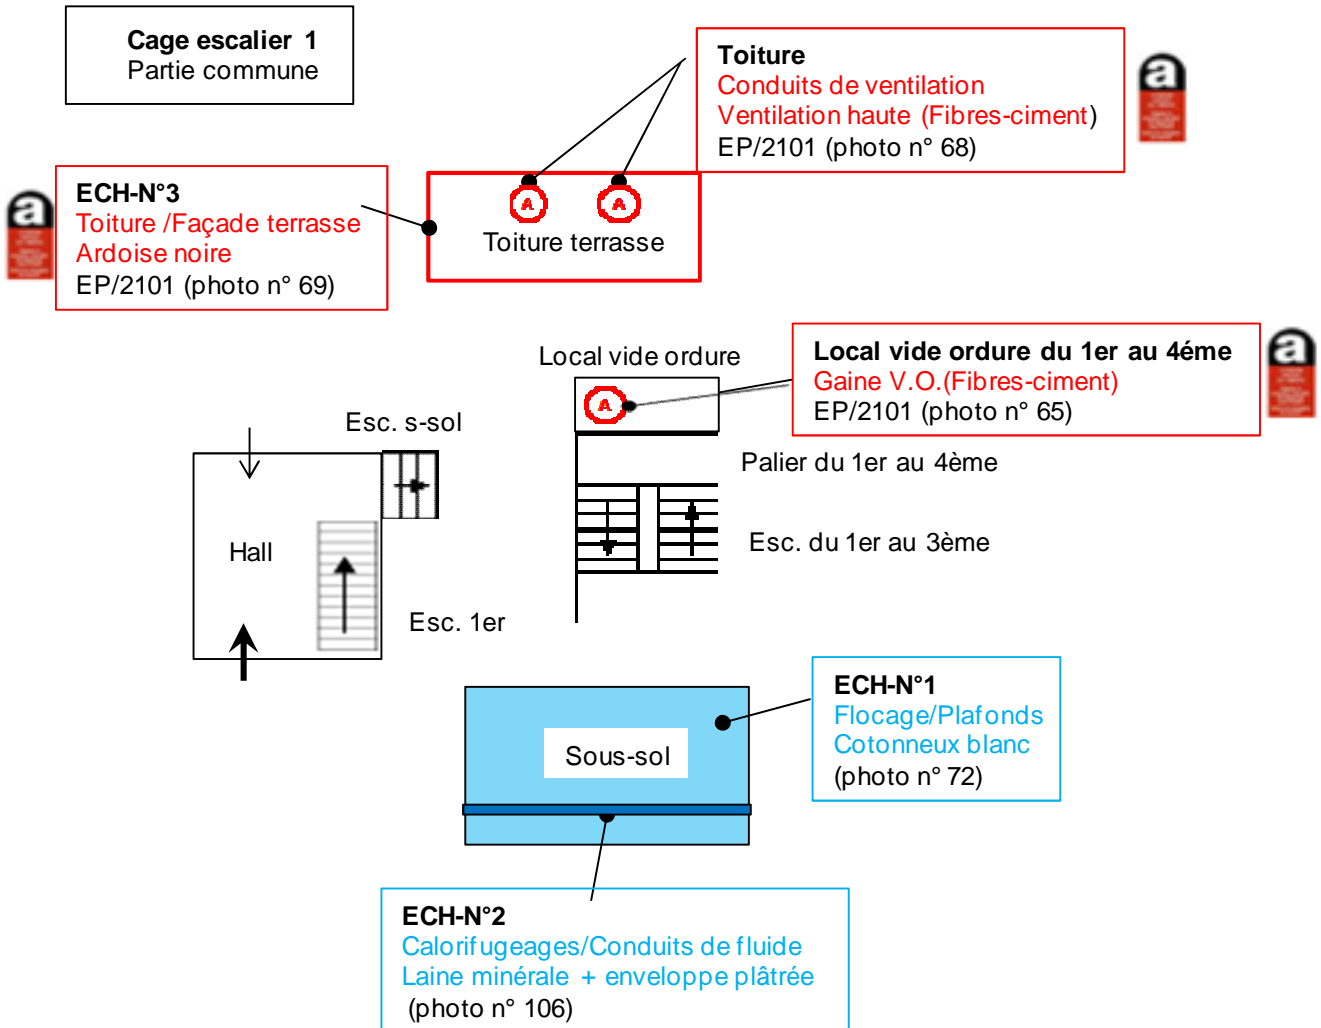 Cage escalier 1
Partie commune
Toiture
Conduits de ventilation
Ventilation haute (Fibres-ciment)
EP/2101 (photo n° 68)
a
ECH-N°3
Toiture /Façade terrasse
Ardoise noire
EP/2101 (photo n° 69)
a
A
A
Toiture terrasse
Local vide ordure
A
Local vide ordure du 1er au 4éme
Gaine V.O.(Fibres-ciment)
EP/2101 (photo n° 65)
a
Esc. s-sol
Palier du 1er au 4ème
Hall
Esc. du 1er au 3ème
Esc. 1er
Sous-sol
ECH-N°1
Flocage/Plafonds
Cotonneux blanc
(photo n° 72)
ECH-N°2
Calorifugeages/Conduits de fluide
Laine minérale + enveloppe plâtrée
(photo n° 106)